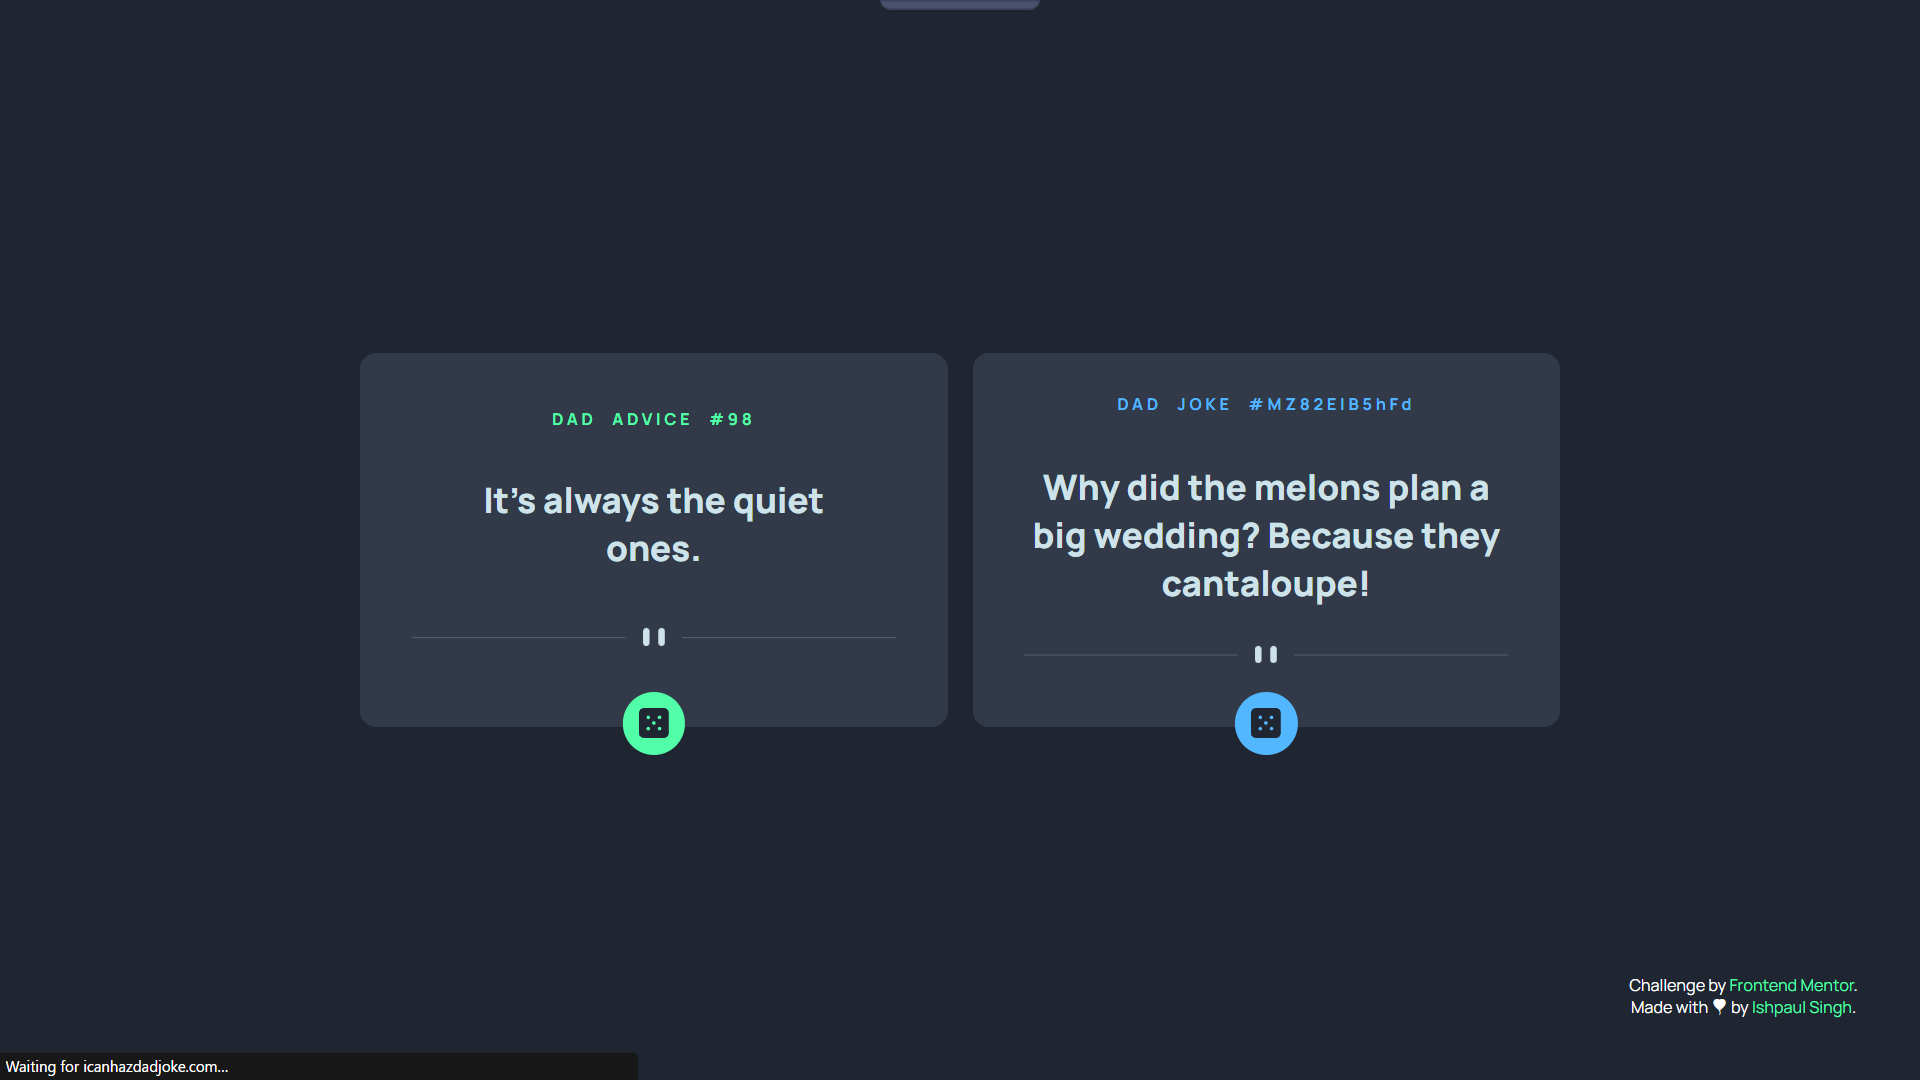 DAD ADVICE #98
It’s always the quiet
ones.
DAD JOKE #MZ82EIB5hFd
Why did the melons plan a
big wedding? Because they
cantaloupe!
Challenge by Frontend Mentor.
Made with by Ishpaul Singh.
Waiting for icanhazdadjoke.com...